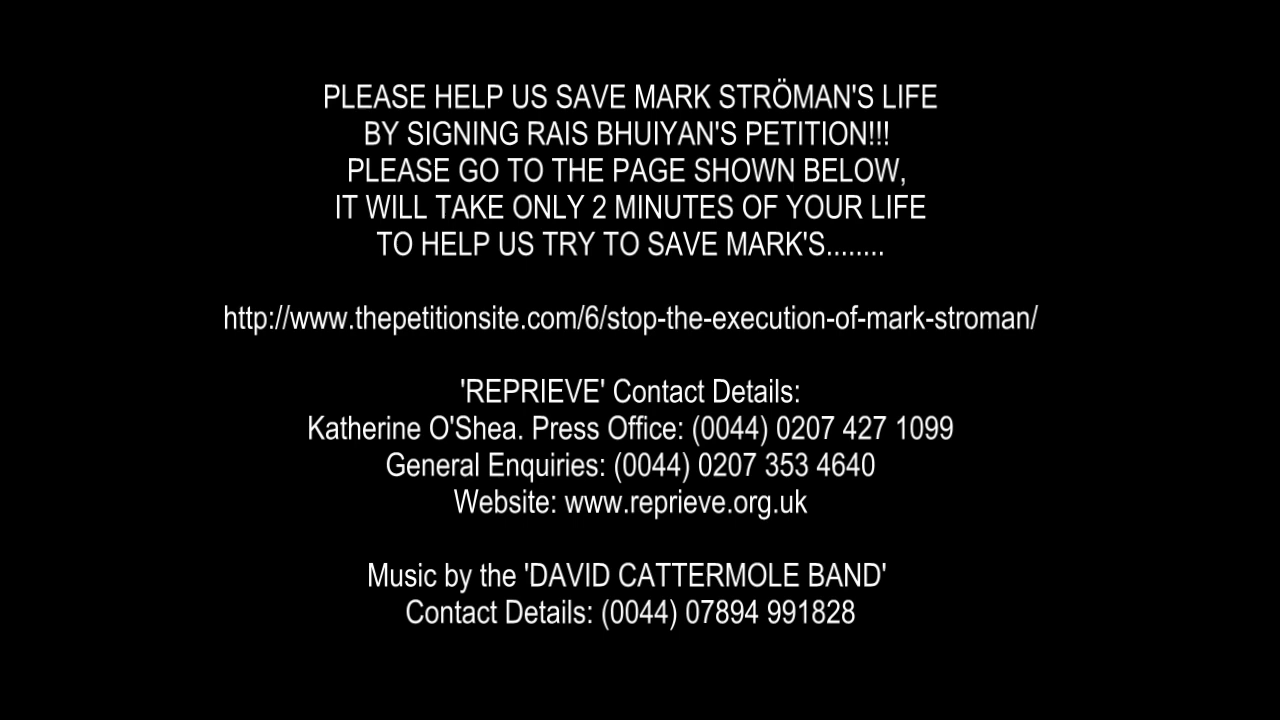 PLEASE HELP US SAVE MARK STRÖMAN'S LIFE
BY SIGNING RAIS BHUIYAN'S PETITION!!!
PLEASE GO TO THE PAGE SHOWN BELOW,
IT WILL TAKE ONLY 2 MINUTES OF YOUR LIFE
TO HELP US TRY TO SAVE MARK'S........
http://www.thepetitionsite.com/6/stop-the-execution-of-mark-stroman/
'REPRIEVE' Contact Details:
Katherine O'Shea. Press Office: (0044) 0207 427 1099
General Enquiries: (0044) 0207 353 4640
Website: www.reprieve.org.uk
Music by the 'DAVID CATTERMOLE BAND'
Contact Details: (0044) 07894 991828